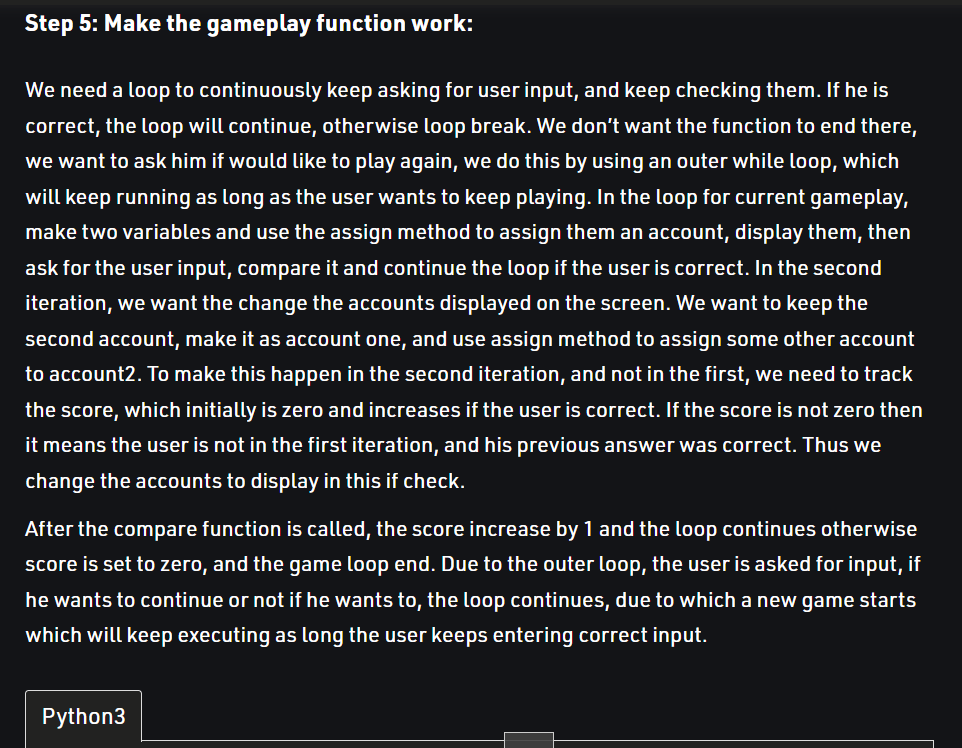 Step 5: Make the gameplay function work:
We need a loop to continuously keep asking for user input, and keep checking them. If he is
correct, the loop will continue, otherwise loop break. We don’t want the function to end there,
we want to ask him if would like to play again, we do this by using an outer while loop, which
will keep running as long as the user wants to keep playing. In the loop for current gameplay,
make two variables and use the assign method to assign them an account, display them, then
ask for the user input, compare it and continue the loop if the user is correct. In the second
iteration, we want the change the accounts displayed on the screen. We want to keep the
second account, make it as account one, and use assign method to assign some other account
to account2. To make this happen in the second iteration, and not in the first, we need to track
the score, which initially is zero and increases if the user is correct. If the score is not zero then
it means the user is not in the first iteration, and his previous answer was correct. Thus we
change the accounts to display in this if check.
After the compare function is called, the score increase by 1 and the loop continues otherwise
score is set to zero, and the game loop end. Due to the outer loop, the user is asked for input, if
he wants to continue or not if he wants to, the loop continues, due to which a new game starts
which will keep executing as long the user keeps entering correct input.
Python3